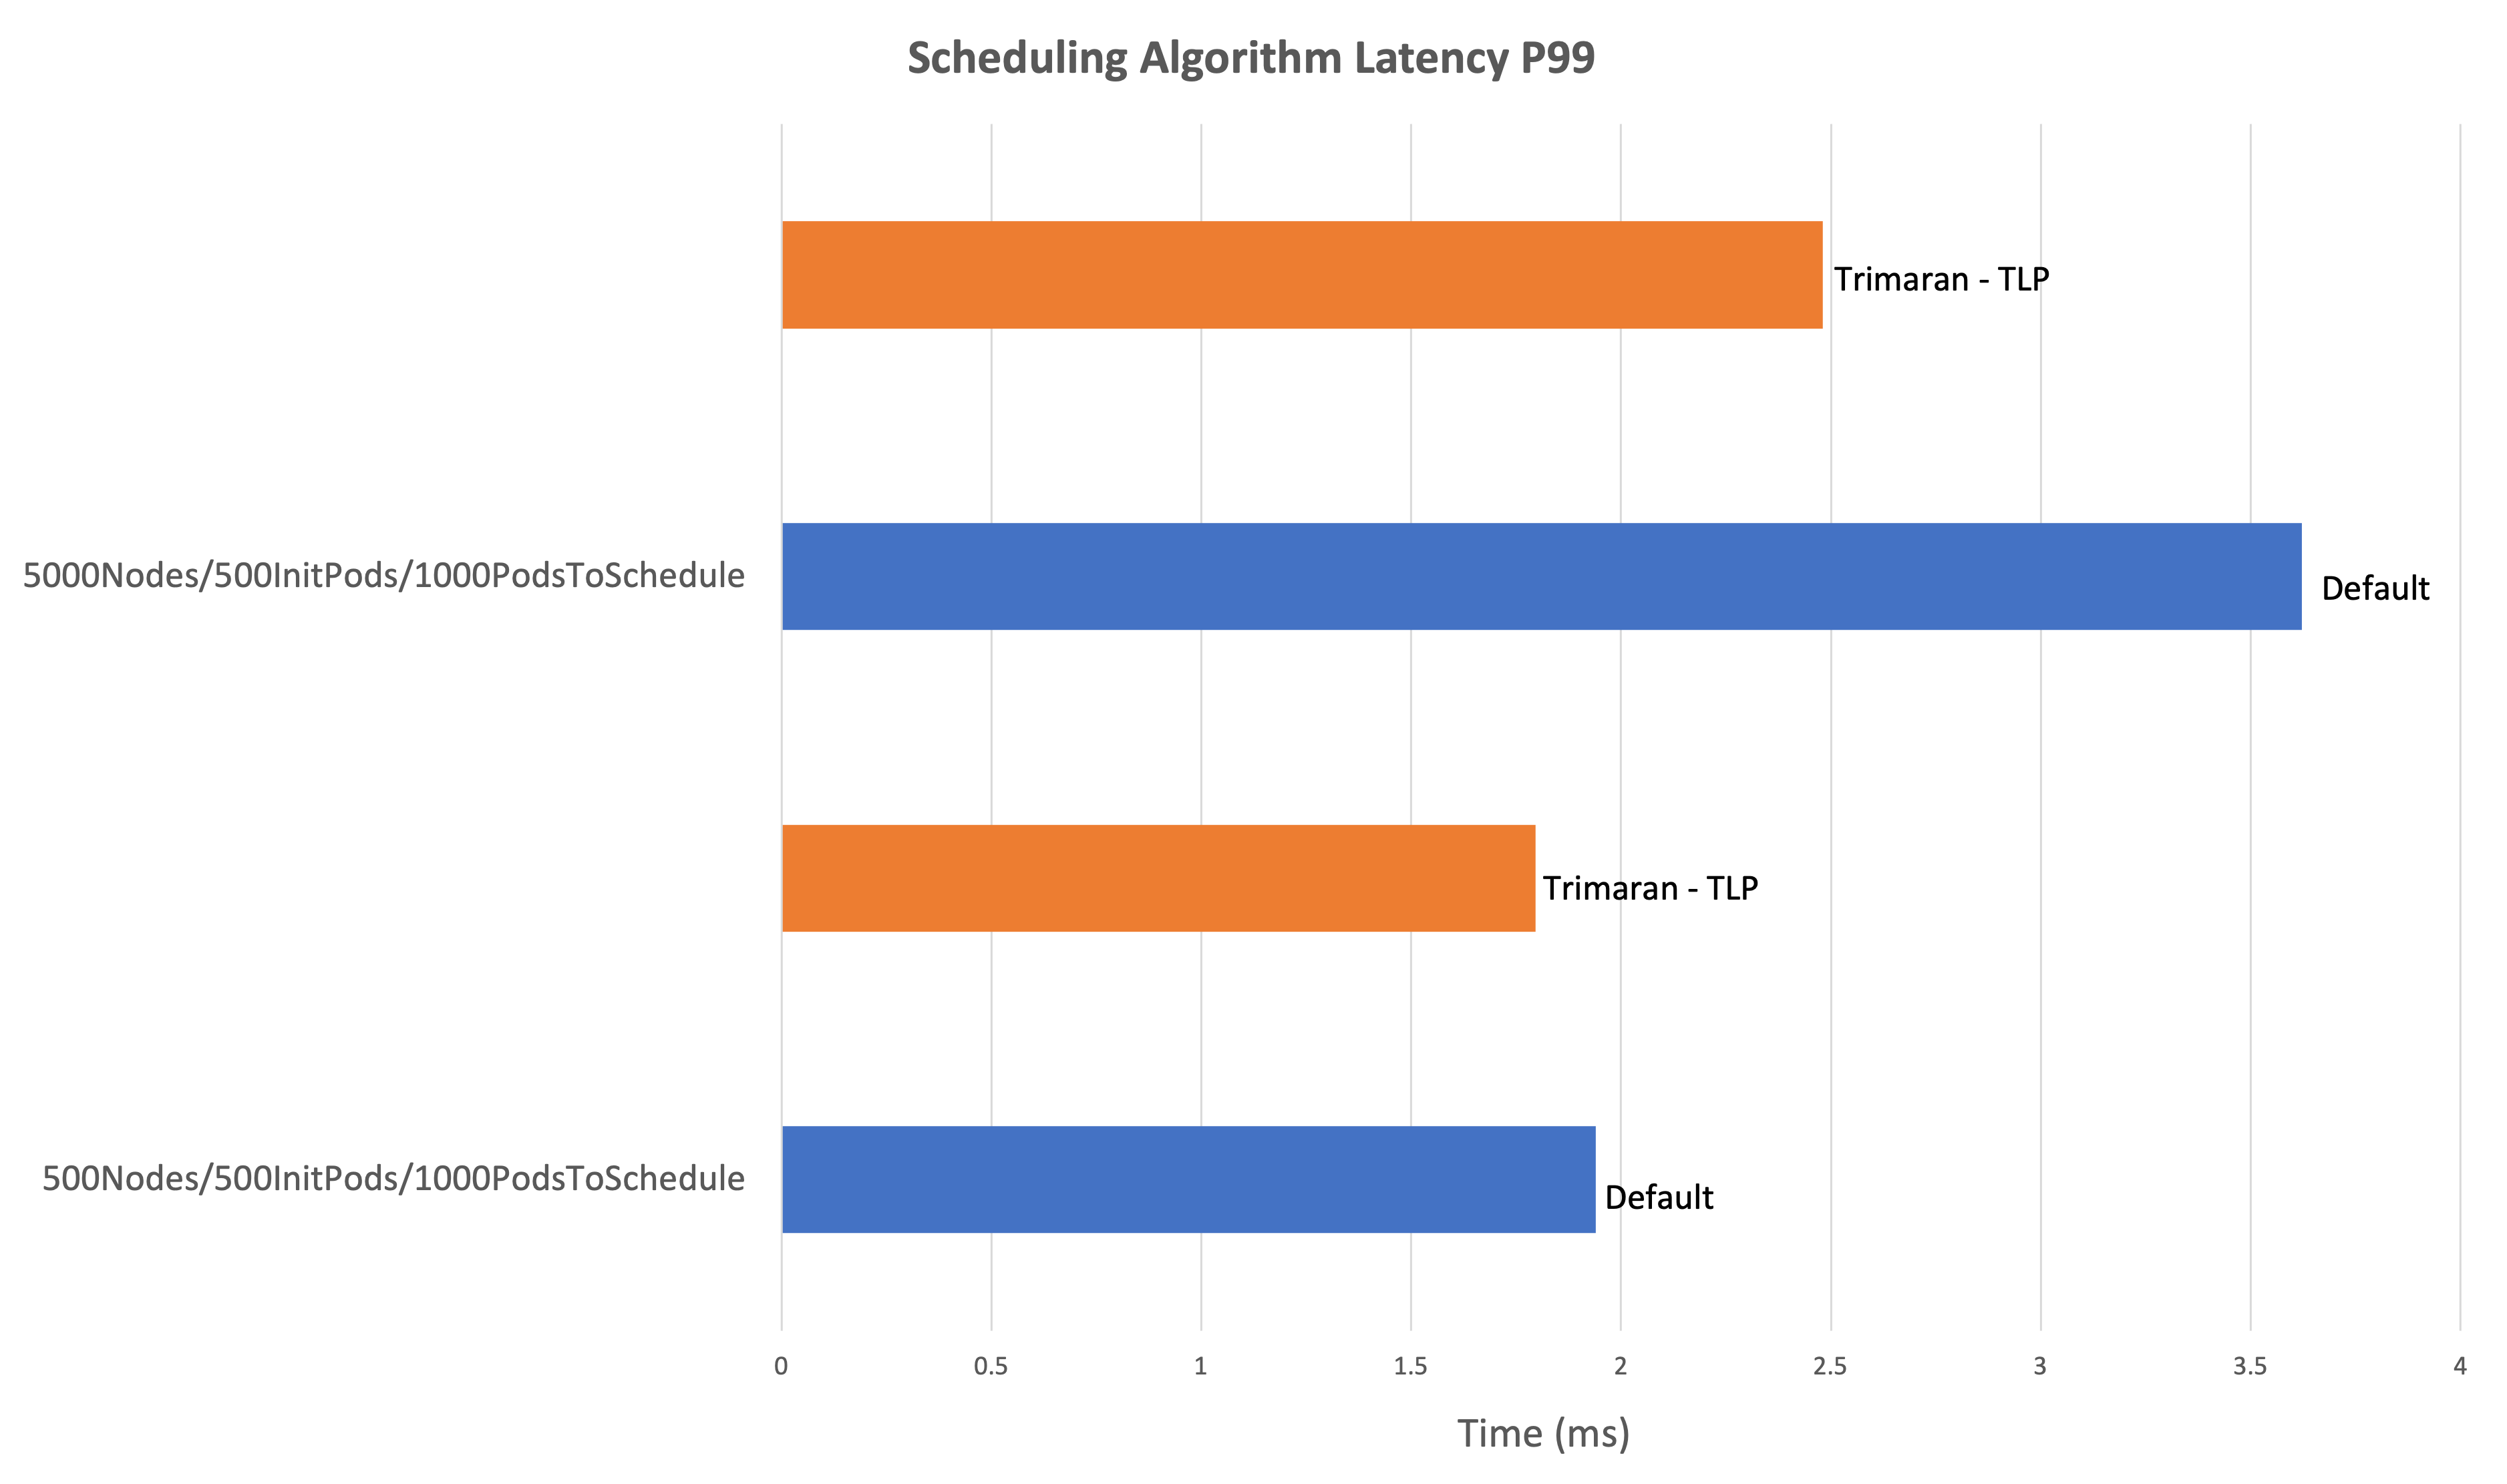 Scheduling Algorithm Latency P99
Trimaran - TLP
5000Nodes/500InitPods/1000PodsToSchedule
Default
Trimaran - TLP
500Nodes/500InitPods/1000PodsToSchedule
Default
0 0.5 1 1.5 2 2.5 3 3.5 4
Time (ms)